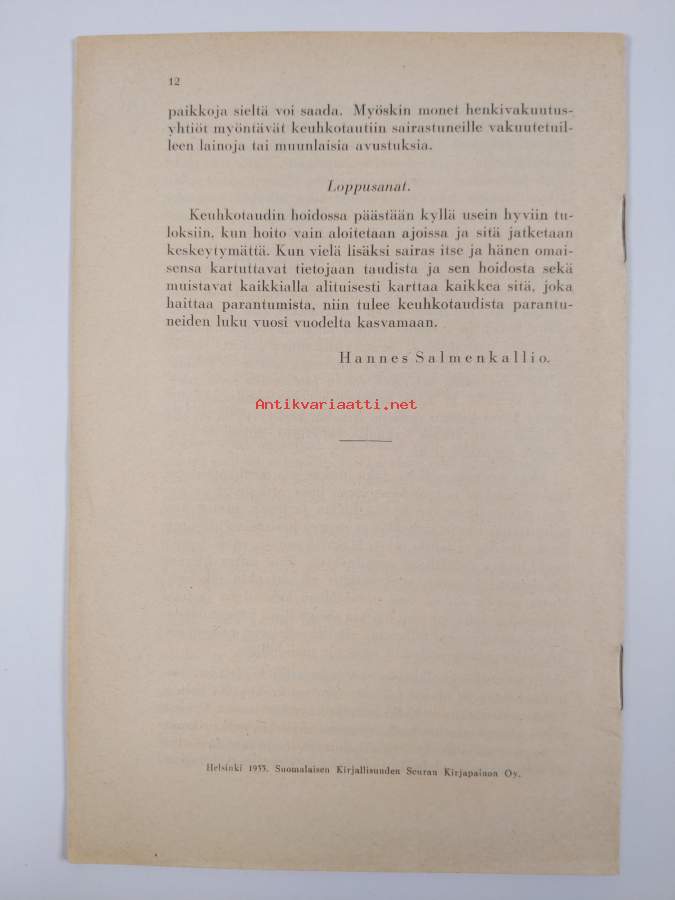 12
paikkoja sieltä voi saada. Myöskin monet henkivakuutus-
yhtiöt myöntävät keuhkotautiin sairastuneille vakuutetuil-
leen lainoja tai muunlaisia avustuksia.
Loppusanat.
Keuhkotaudin hoidossa päästään kyllä usein hyviin tu-
loksiin, kun hoito vain aloitetaan ajoissa ja sitä jatketaan
keskeytymättä. Kun vielä lisäksi sairas itse ja hänen omai-
sensa kartuttavat tietojaan taudista ja sen hoidosta sekä
muistavat kaikkialla alituisesti karttaa kaikkea sitä, joka
haittaa parantumista, niin tulee keuhkotaudista parantu-
neiden luku vuosi vuodelta kasvamaan.
Hannes Salmenkallio.
Antikvariaatti.net
Helsinki 1933. Suomalaisen Kirjallisuuden Seuran Kirjapainon Oy.